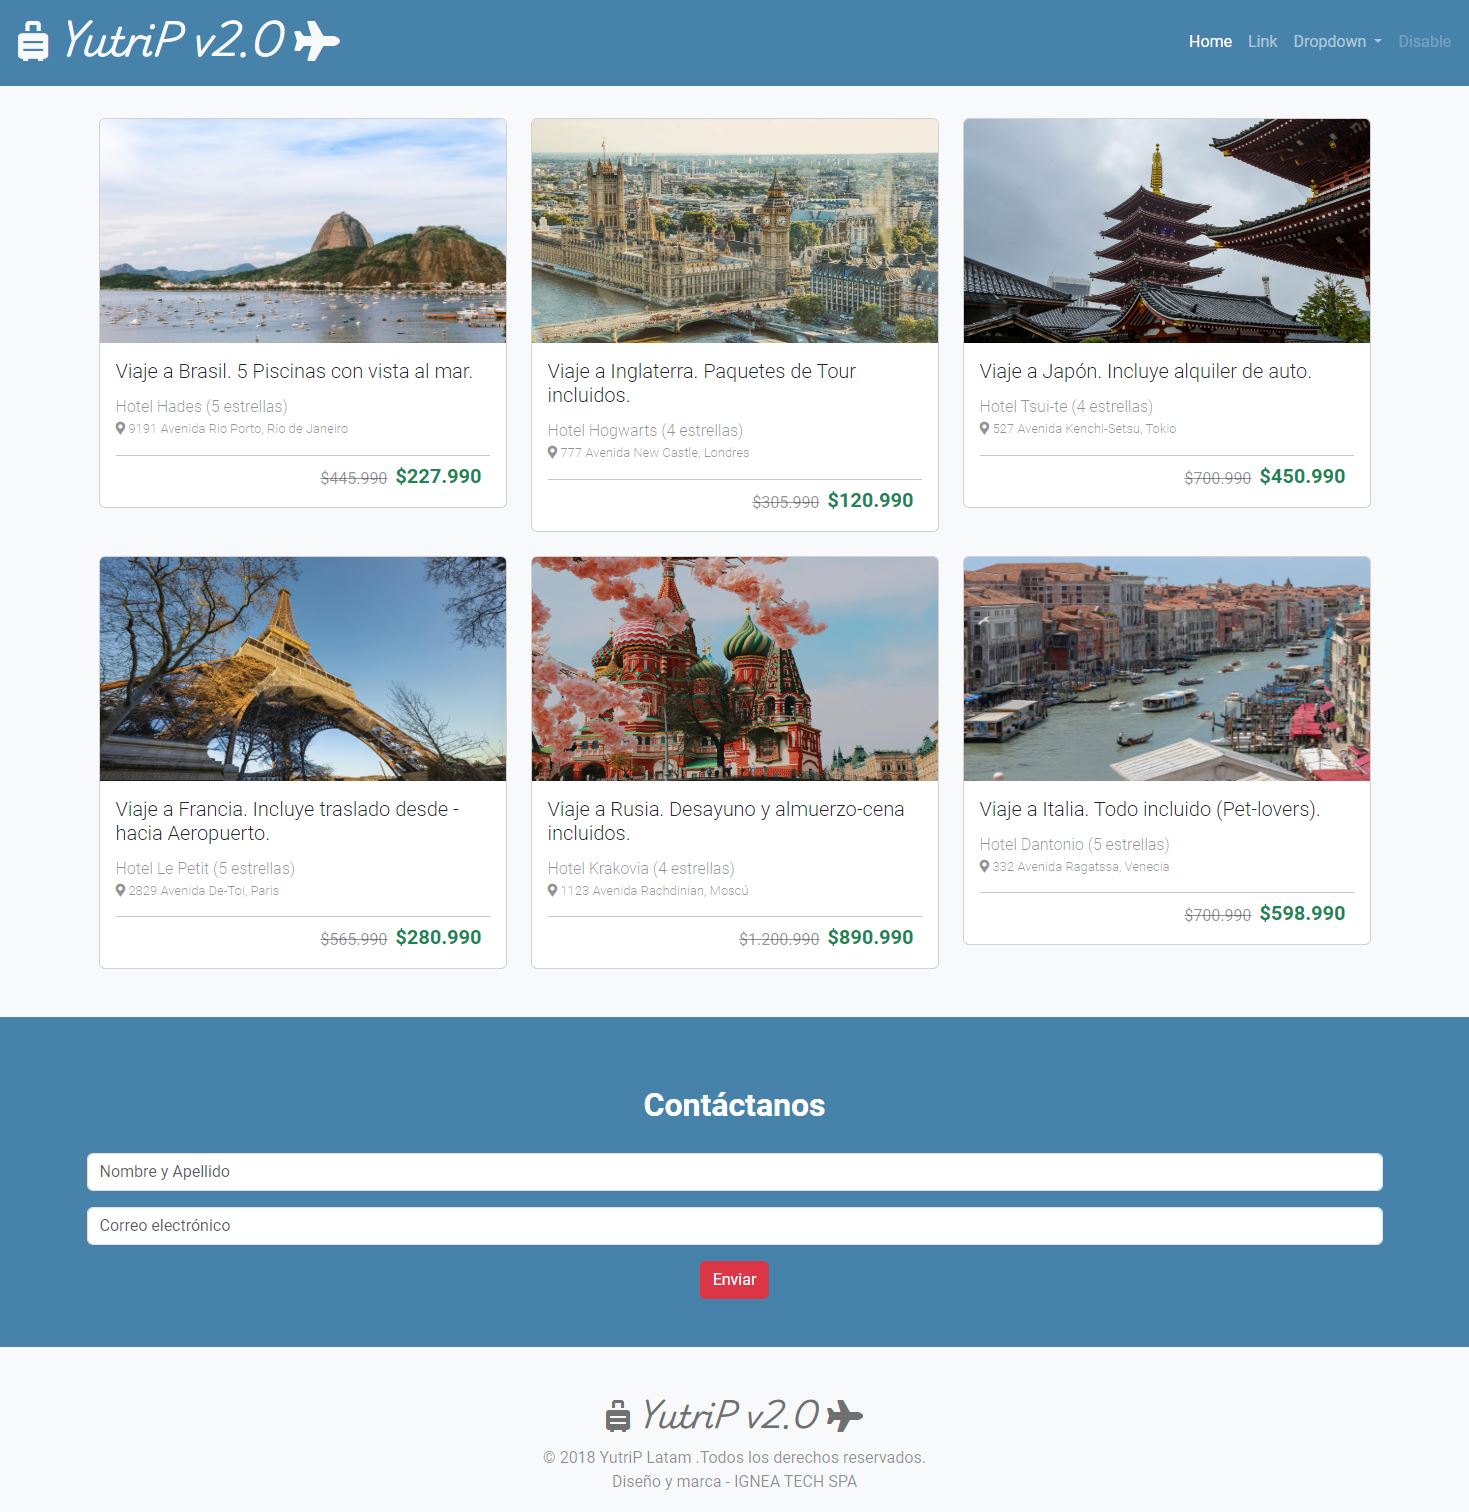 YutriP v2.0
Home Link Dropdown Disable
Viaje a Brasil. 5 Piscinas con vista al mar.
Hotel Hades (5 estrellas)
9191 Avenida Rio Porto, Rio de Janeiro
$445.990 $227.990
Viaje a Inglaterra. Paquetes de Tour
incluidos.
Hotel Hogwarts (4 estrellas)
777 Avenida New Castle, Londres
$305.990 $120.990
Viaje a Japón. Incluye alquiler de auto.
Hotel Tsui-te (4 estrellas)
527 Avenida Kenchi-Setsu, Tokio
$700.990 $450.990
Viaje a Francia. Incluye traslado desde -
hacia Aeropuerto.
Hotel Le Petit (5 estrellas)
2829 Avenida De-Toi, Paris
$565.990 $280.990
Viaje a Rusia. Desayuno y almuerzo-cena
incluidos.
Hotel Krakovia (4 estrellas)
1123 Avenida Rachdinian, Moscú
$1.200.990 $890.990
Viaje a Italia. Todo incluido (Pet-lovers).
Hotel Dantonio (5 estrellas)
332 Avenida Ragatssa, Venecia
$700.990 $598.990
Contáctanos
Nombre y Apellido
Correo electrónico
Enviar
YutriP v2.0
© 2018 YutriP Latam .Todos los derechos reservados.
Diseño y marca - IGNEA TECH SPA